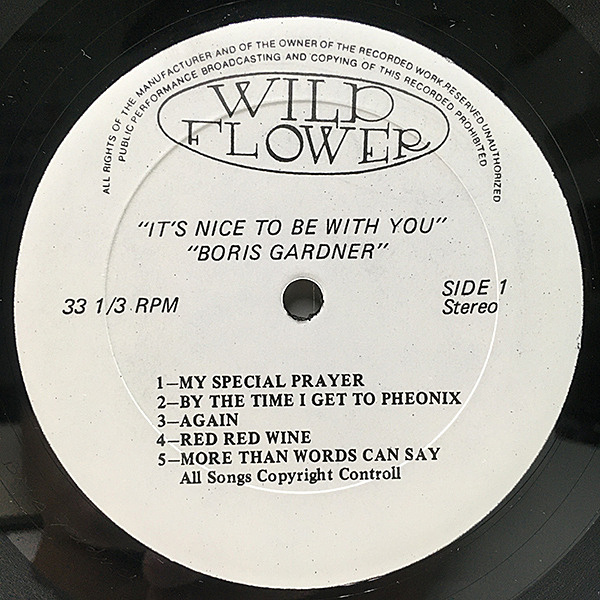 ALL RIGHTS OF THE MANUFACTURER AND OF THE OWNER OF THE RECORDED WORK RESERVED UNAUTHORIZED
PUBLIC PERFORMANCE BROADCASTING AND COPYING OF THIS RECORDED PROHIBITED
WILD
FLOWER
"IT'S NICE TO BE WITH YOU"
"BORIS GARDNER"
33 1/3 RPM
SIDE 1
Stereo
1—MY SPECIAL PRAYER
2—BY THE TIME I GET TO PHEONIX
3—AGAIN
4—RED RED WINE
5—MORE THAN WORDS CAN SAY
All Songs Copyright Controll